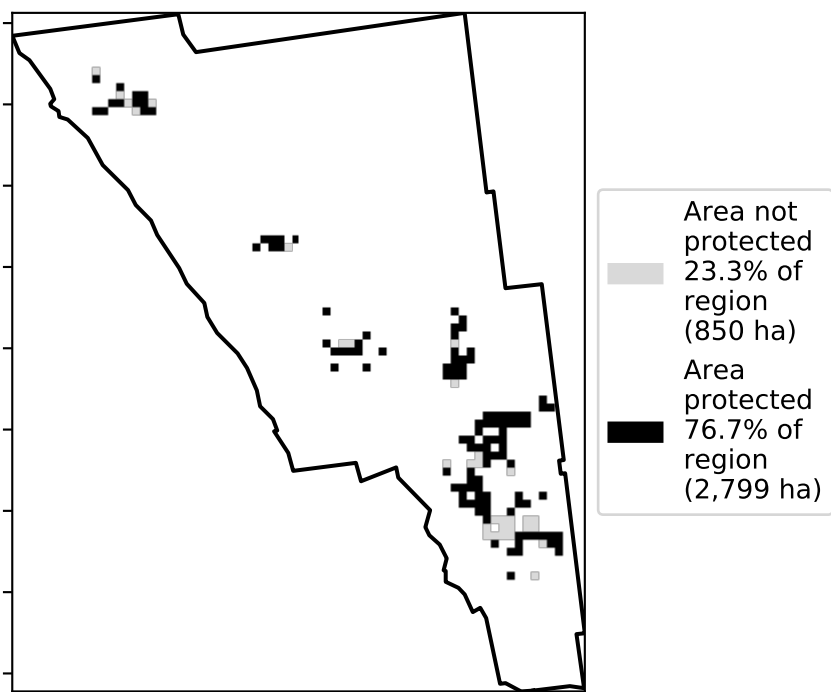 Area not
protected
23.3% of
region
(850 ha)
Area
protected
76.7% of
region
(2,799 ha)